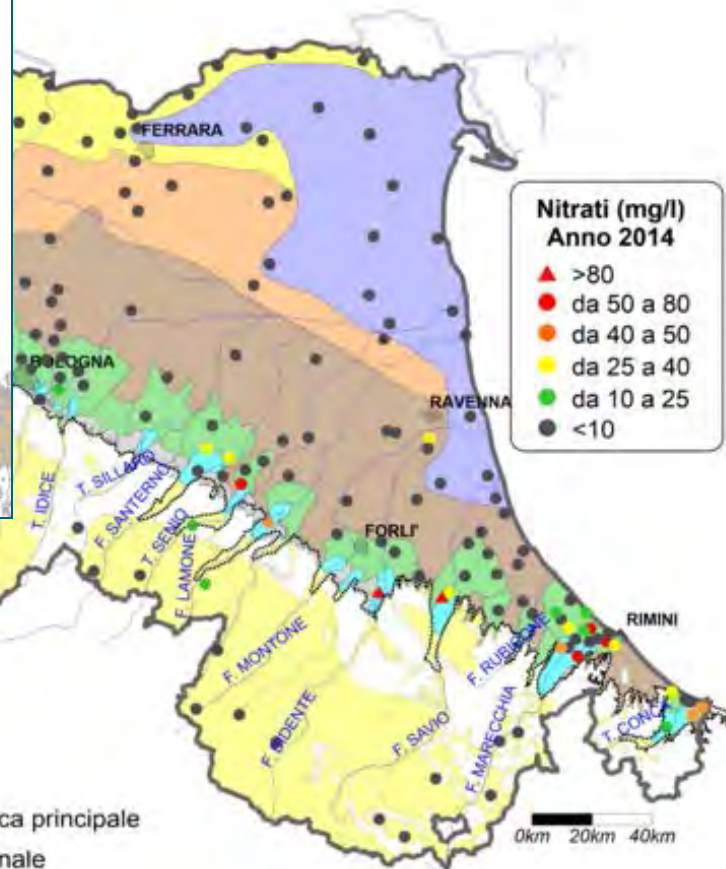 FERRARA
Nitrati (mg/l)
Anno 2014
>80
da 50 a 80
da 40 a 50
da 25 a 40
da 10 a 25
<10
BOLOGNA
RAVENNA
T. IDICE
T. SILLARO
F. SANTERNO
T. SENIO
F. LAMONE
FORLI'
F. MONTONE
F. BIDENTE
F. SAVIO
F. RUBICONE
F. MARECCHIA
RIMINI
T. CONCA
ca principale
nale
0km 20km 40km